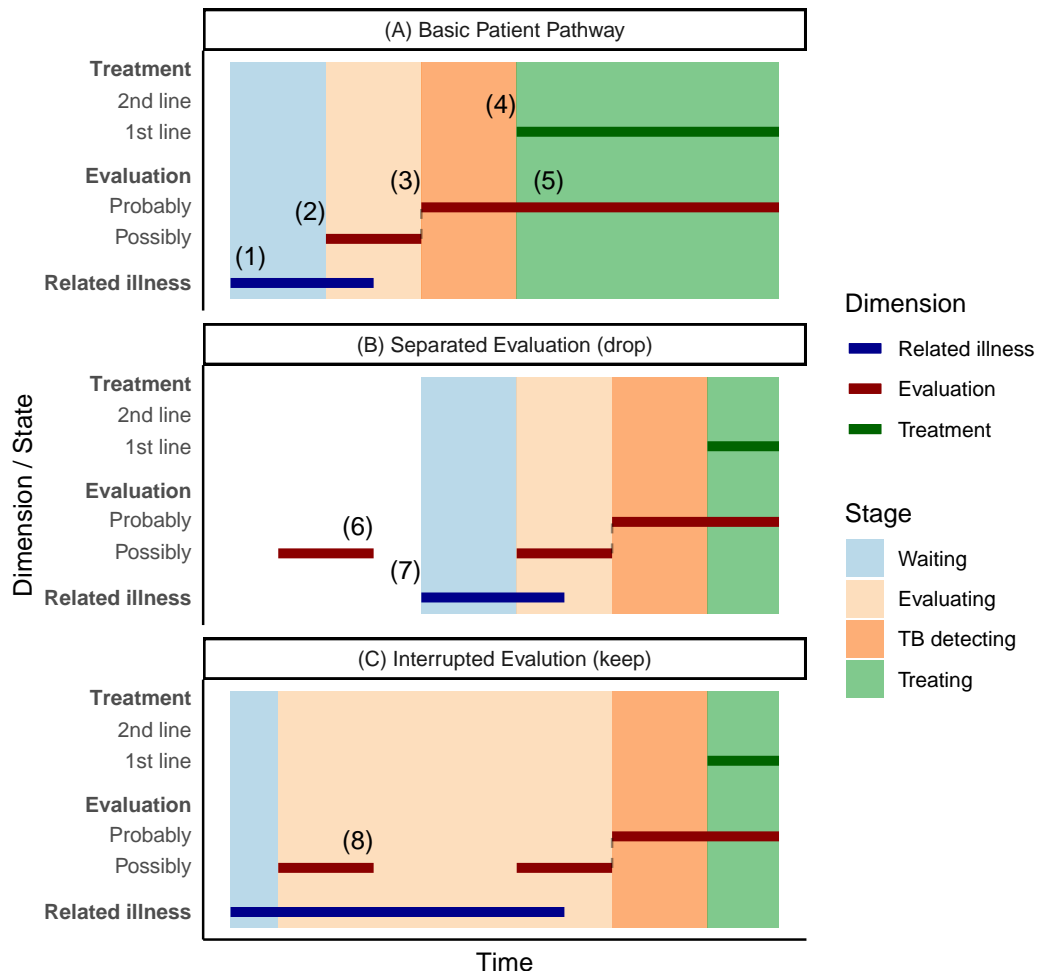 (A) Basic Patient Pathway
Treatment
2nd line
(4)
1st line
Evaluation
(3)
(5)
Probably
(2)
Possibly
(1)
Related illness
(B) Separated Evaluation (drop)
Treatment
2nd line
1st line
Evaluation
Probably
(6)
Possibly
(7)
Related illness
(C) Interrupted Evalution (keep)
Treatment
2nd line
1st line
Evaluation
Probably
(8)
Possibly
Related illness
Dimension / State
Time
Dimension
Related illness
Evaluation
Treatment
Stage
Waiting
Evaluating
TB detecting
Treating